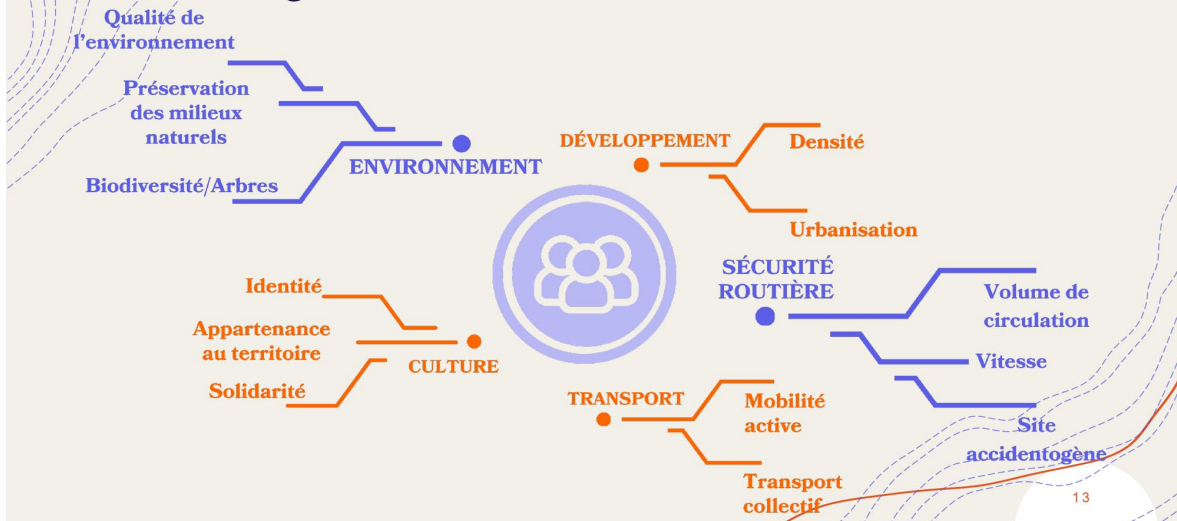 Qualité de
l'environnement
Préservation
des milieux
naturels
Biodiversité/Arbres
ENVIRONNEMENT
DÉVELOPPEMENT
Densité
Urbanisation
SÉCURITÉ
ROUTIÈRE
Volume de
circulation
Vitesse
Site
accidentogène
Identité
Appartenance
au territoire
Solidarité
CULTURE
TRANSPORT
Mobilité
active
Transport
collectif
13